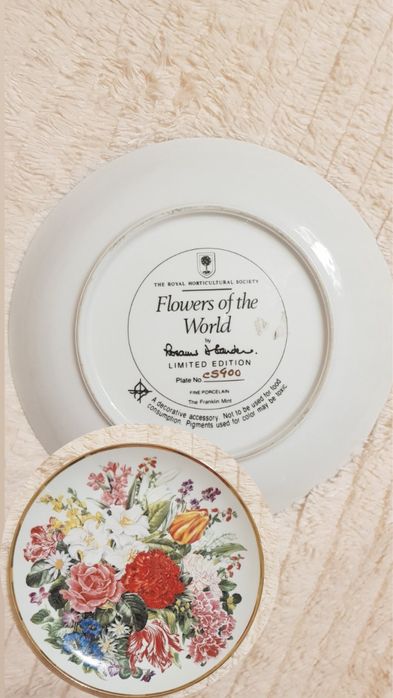 THE ROYAL HORTICULTURAL SOCIETY
Flowers of the
World
by
LIMITED EDITION
Plate No C5900
FINE PORCELAIN
The Franklin Mint
A decorative accessory. Not to be used for food
consumption. Pigments used for color may be toxic